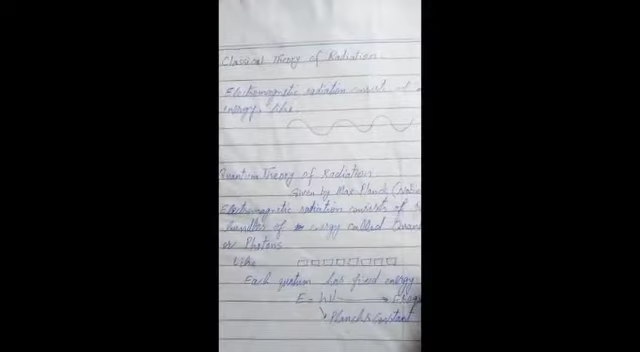 Classical Theory of Radiation
Electromagnetic radiation consist of
energy, like.
Quantum Theory of Radiation
Given by Max Planck
Electromagnetic radiation consists of
bundles of energy called
or Photons
Like
Each quantum has fixed energy
E = hν
Planck's Constant